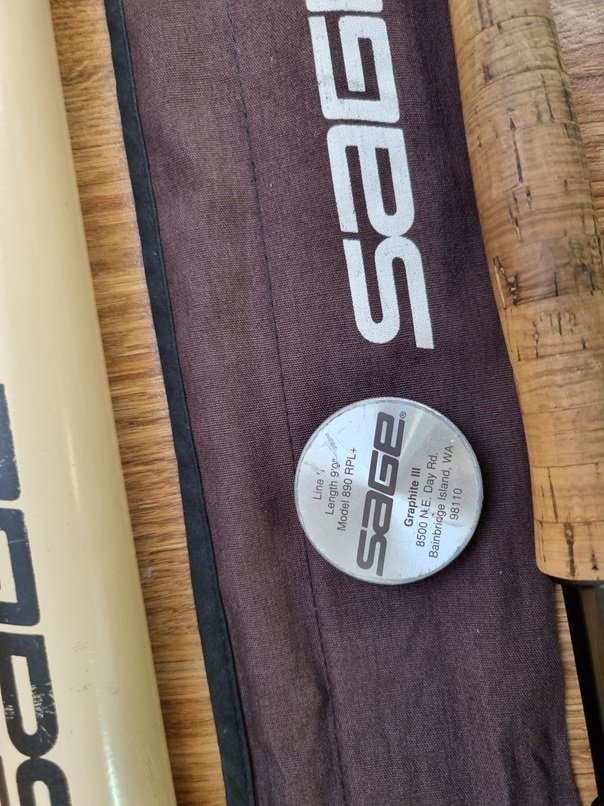 SAGE
Line
Length 9'0"
Model 890 RPL+
SAGE®
Graphite III
8500 N.E. Day Rd.
Bainbridge Island, WA
98110